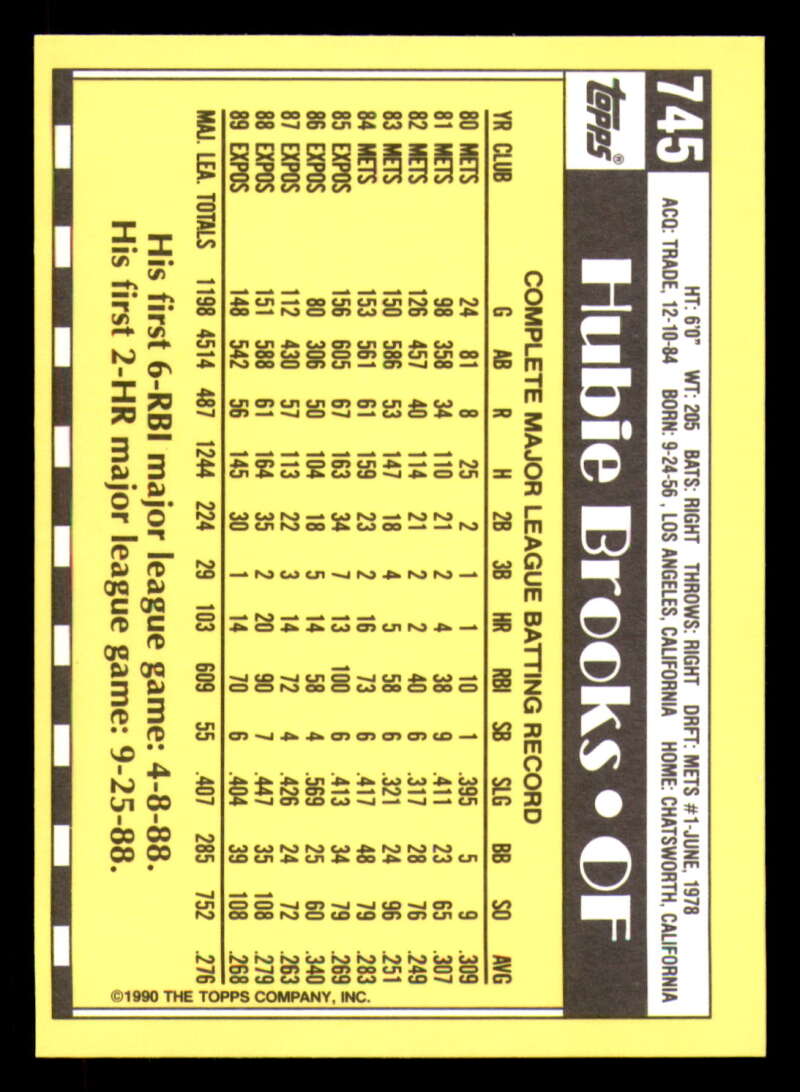 745
topps®
HT: 6'0" WT: 205 BATS: RIGHT THROWS: RIGHT DRFT: METS #1-JUNE, 1978
ACQ: TRADE, 12-10-84 BORN: 9-24-56 , LOS ANGELES, CALIFORNIA HOME: CHATSWORTH, CALIFORNIA
Hubie Brooks • OF
COMPLETE MAJOR LEAGUE BATTING RECORD
YR CLUB G AB R H 2B 3B HR RBI SB SLG BB SO AVG
80 METS 24 81 8 25 2 1 1 10 1 .395 5 9 .309
81 METS 98 358 34 110 21 2 4 38 9 .411 23 65 .307
82 METS 126 457 40 114 21 2 2 40 6 .317 28 76 .249
83 METS 150 586 53 147 18 4 5 58 6 .321 24 96 .251
84 METS 153 561 61 159 23 2 16 73 6 .417 48 79 .283
85 EXPOS 156 605 67 163 34 7 13 100 6 .413 34 79 .269
86 EXPOS 80 306 50 104 18 5 14 58 4 .569 25 60 .340
87 EXPOS 112 430 57 113 22 3 14 72 4 .426 24 72 .263
88 EXPOS 151 588 61 164 35 2 20 90 7 .447 35 108 .279
89 EXPOS 148 542 56 145 30 1 14 70 6 .404 39 108 .268
MAJ. LEA. TOTALS 1198 4514 487 1244 224 29 103 609 55 .407 285 752 .276
His first 6-RBI major league game: 4-8-88.
His first 2-HR major league game: 9-25-88.
©1990 THE TOPPS COMPANY, INC.